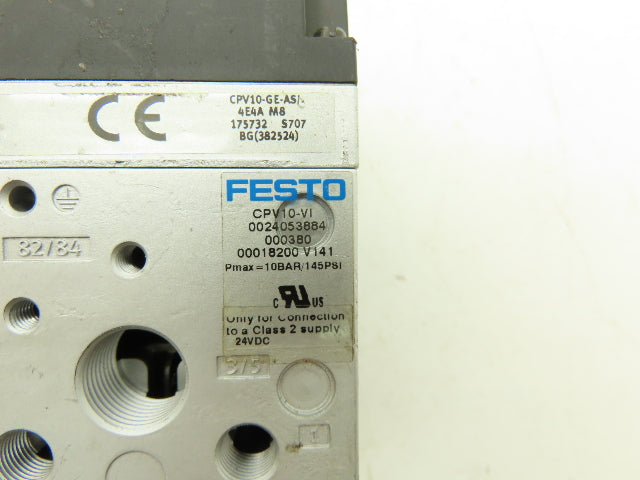 CE
CPV10-GE-ASI-
4E4A M8
175732 S707
BG(382524)
FESTO
CPV10-VI
0024053884
000380
00018200 V141
Pmax=10BAR/145PSI
c RU US
Only for Connection
to a Class 2 supply
24VDC
82/84
3/5
1